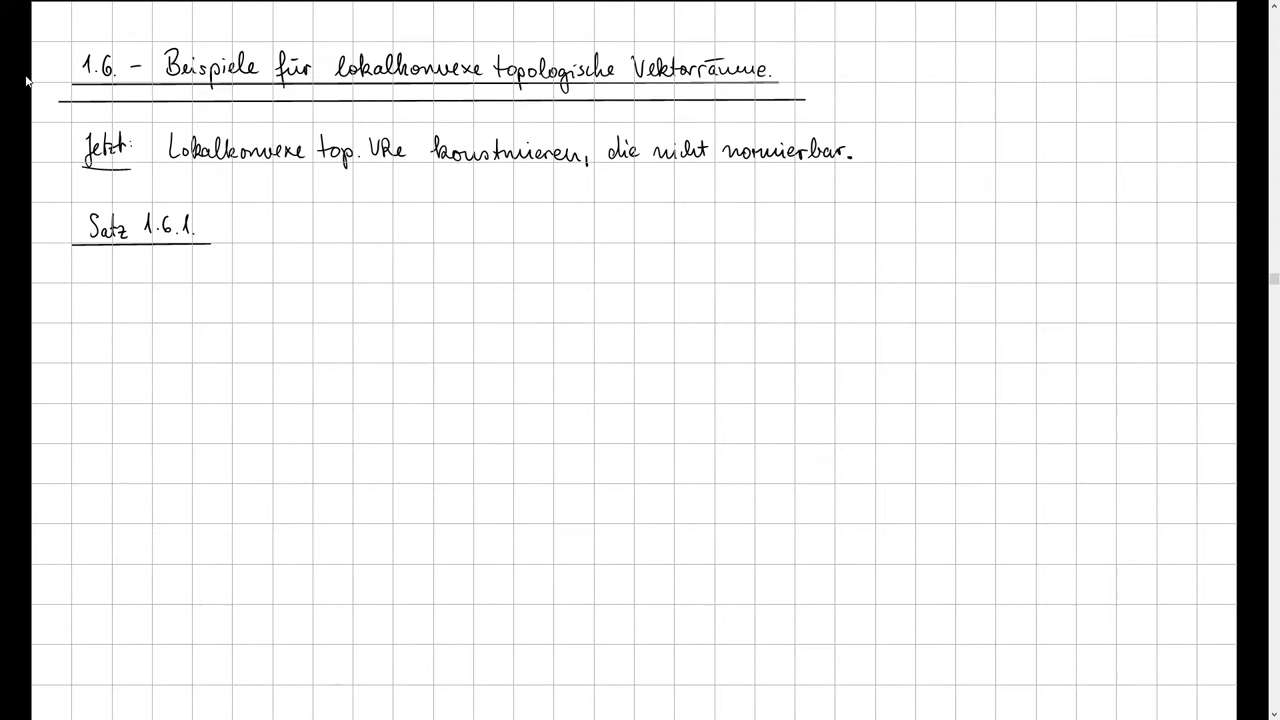 1.6. - Beispiele für lokalkonvexe topologische Vektorräume.
Jetzt: Lokalkonvexe top. VRe konstruieren, die nicht normierbar.
Satz 1.6.1.